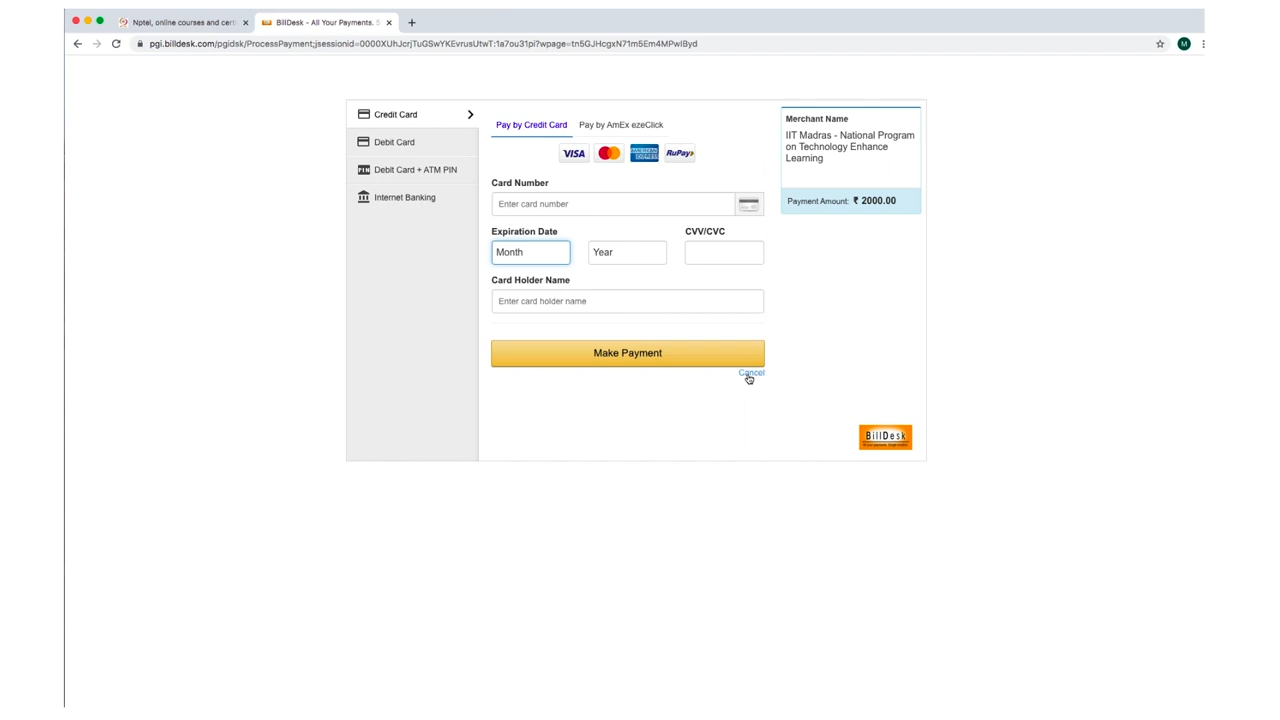 Nptel, online courses and certi
BillDesk - All Your Payments. S
pgi.billdesk.com/pgidsk/ProcessPayment;jsessionid=0000XUhJcrjTuGSwYKEvrusUtwT:1a7ou31pi?wpage=tn5GJHcgxN71m5Em4MPwIByd
M
Credit Card
Debit Card
PIN Debit Card + ATM PIN
Internet Banking
Pay by Credit Card Pay by AmEx ezeClick
VISA AMERICAN EXPRESS RuPay
Card Number
Enter card number
Expiration Date CVV/CVC
Month Year
Card Holder Name
Enter card holder name
Make Payment
Cancel
Merchant Name
IIT Madras - National Program
on Technology Enhance
Learning
Payment Amount: ₹ 2000.00
BillDesk